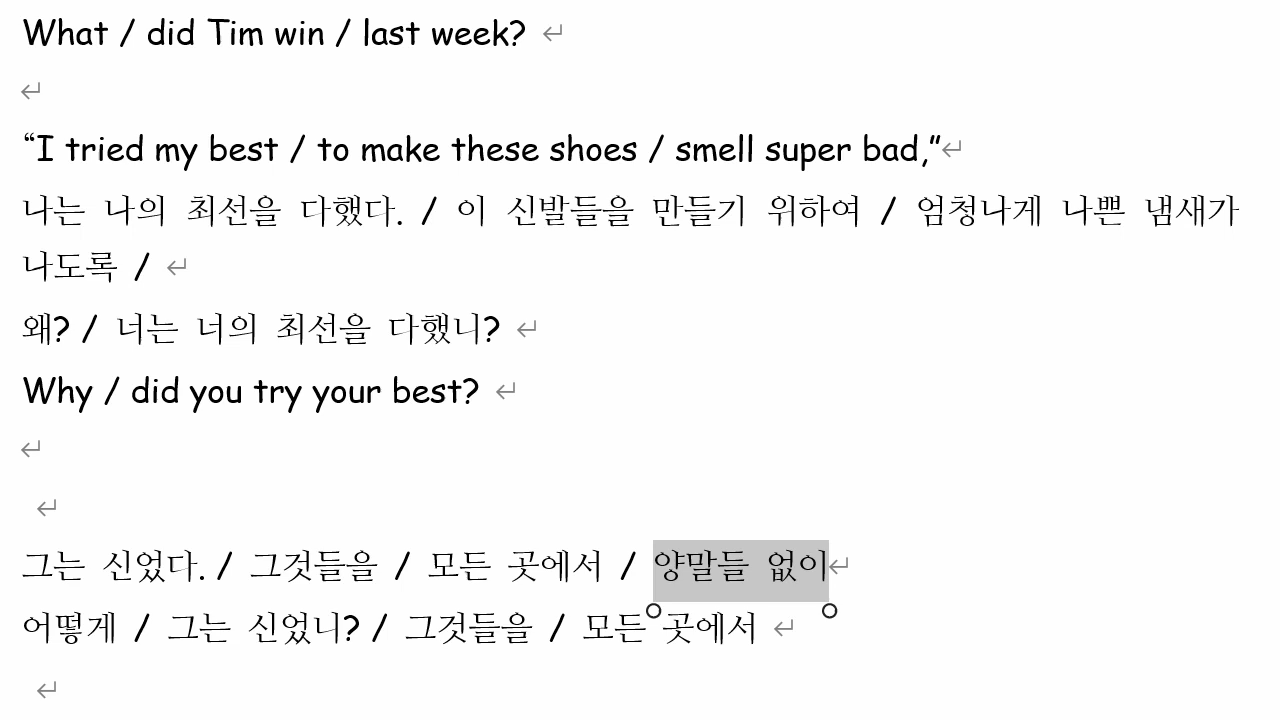 What / did Tim win / last week? ↵
↵
“I tried my best / to make these shoes / smell super bad,”↵
나는 나의 최선을 다했다. / 이 신발들을 만들기 위하여 / 엄청나게 나쁜 냄새가
나도록 / ↵
왜? / 너는 너의 최선을 다했니? ↵
Why / did you try your best? ↵
↵
↵
그는 신었다. / 그것들을 / 모든 곳에서 / 양말들 없이↵
어떻게 / 그는 신었니? / 그것들을 / 모든 곳에서 ↵
↵